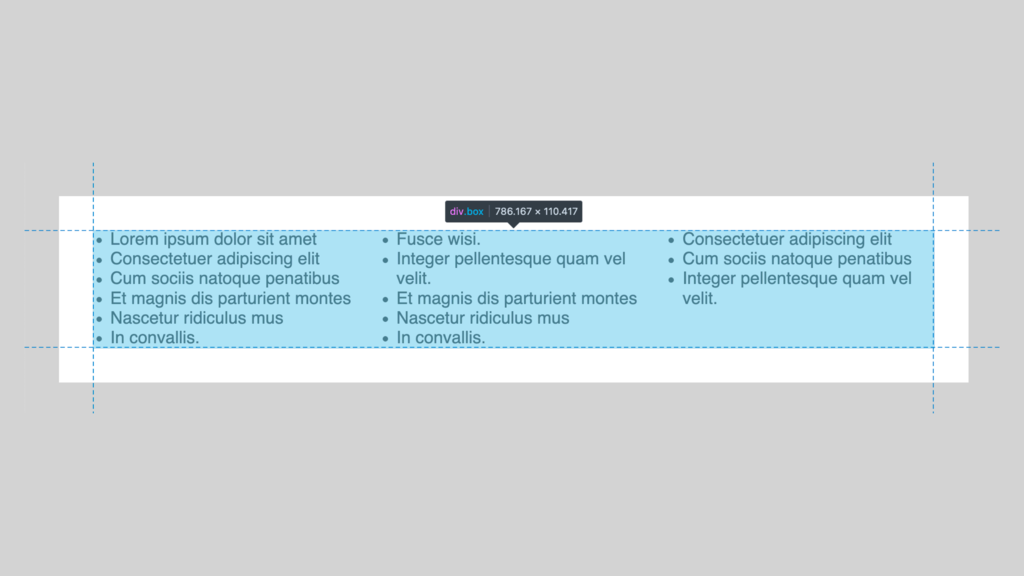 div.box 786.167 × 110.417
Lorem ipsum dolor sit amet
Consectetuer adipiscing elit
Cum sociis natoque penatibus
Et magnis dis parturient montes
Nascetur ridiculus mus
In convallis.
Fusce wisi.
Integer pellentesque quam vel
velit.
Et magnis dis parturient montes
Nascetur ridiculus mus
In convallis.
Consectetuer adipiscing elit
Cum sociis natoque penatibus
Integer pellentesque quam vel
velit.